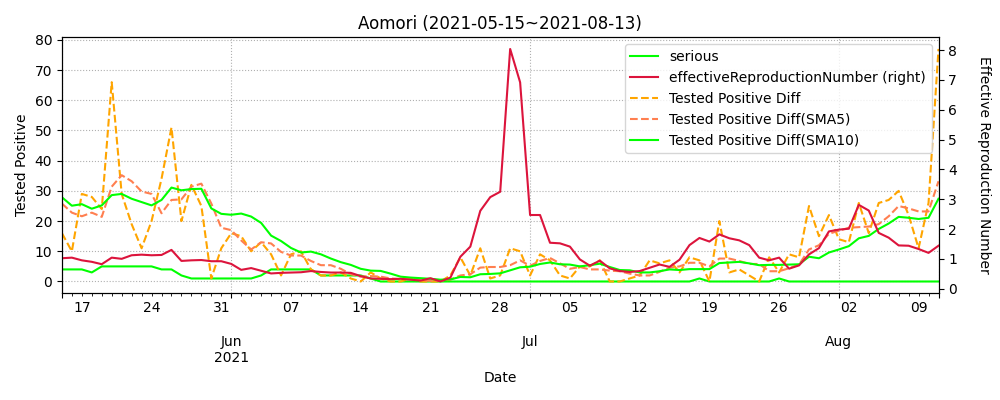 Aomori (2021-05-15~2021-08-13)
80
70
60
50
40
30
20
10
0
Tested Positive
serious
effectiveReproductionNumber (right)
Tested Positive Diff
Tested Positive Diff(SMA5)
Tested Positive Diff(SMA10)
8
7
6
5
4
3
2
1
0
Effective Reproduction Number
17 24 31 07 14 21 28 05 12 19 26 02 09
Jun Jul Aug
2021
Date